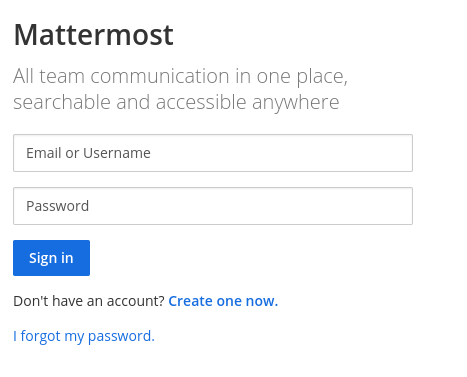 Mattermost
All team communication in one place,
searchable and accessible anywhere
Email or Username
Password
Sign in
Don't have an account? Create one now.
I forgot my password.